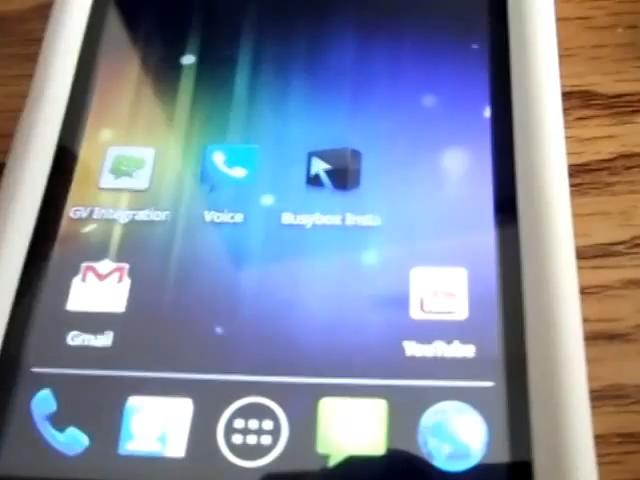 GV Integration
Voice
Busybox Insta
Gmail
YouTube